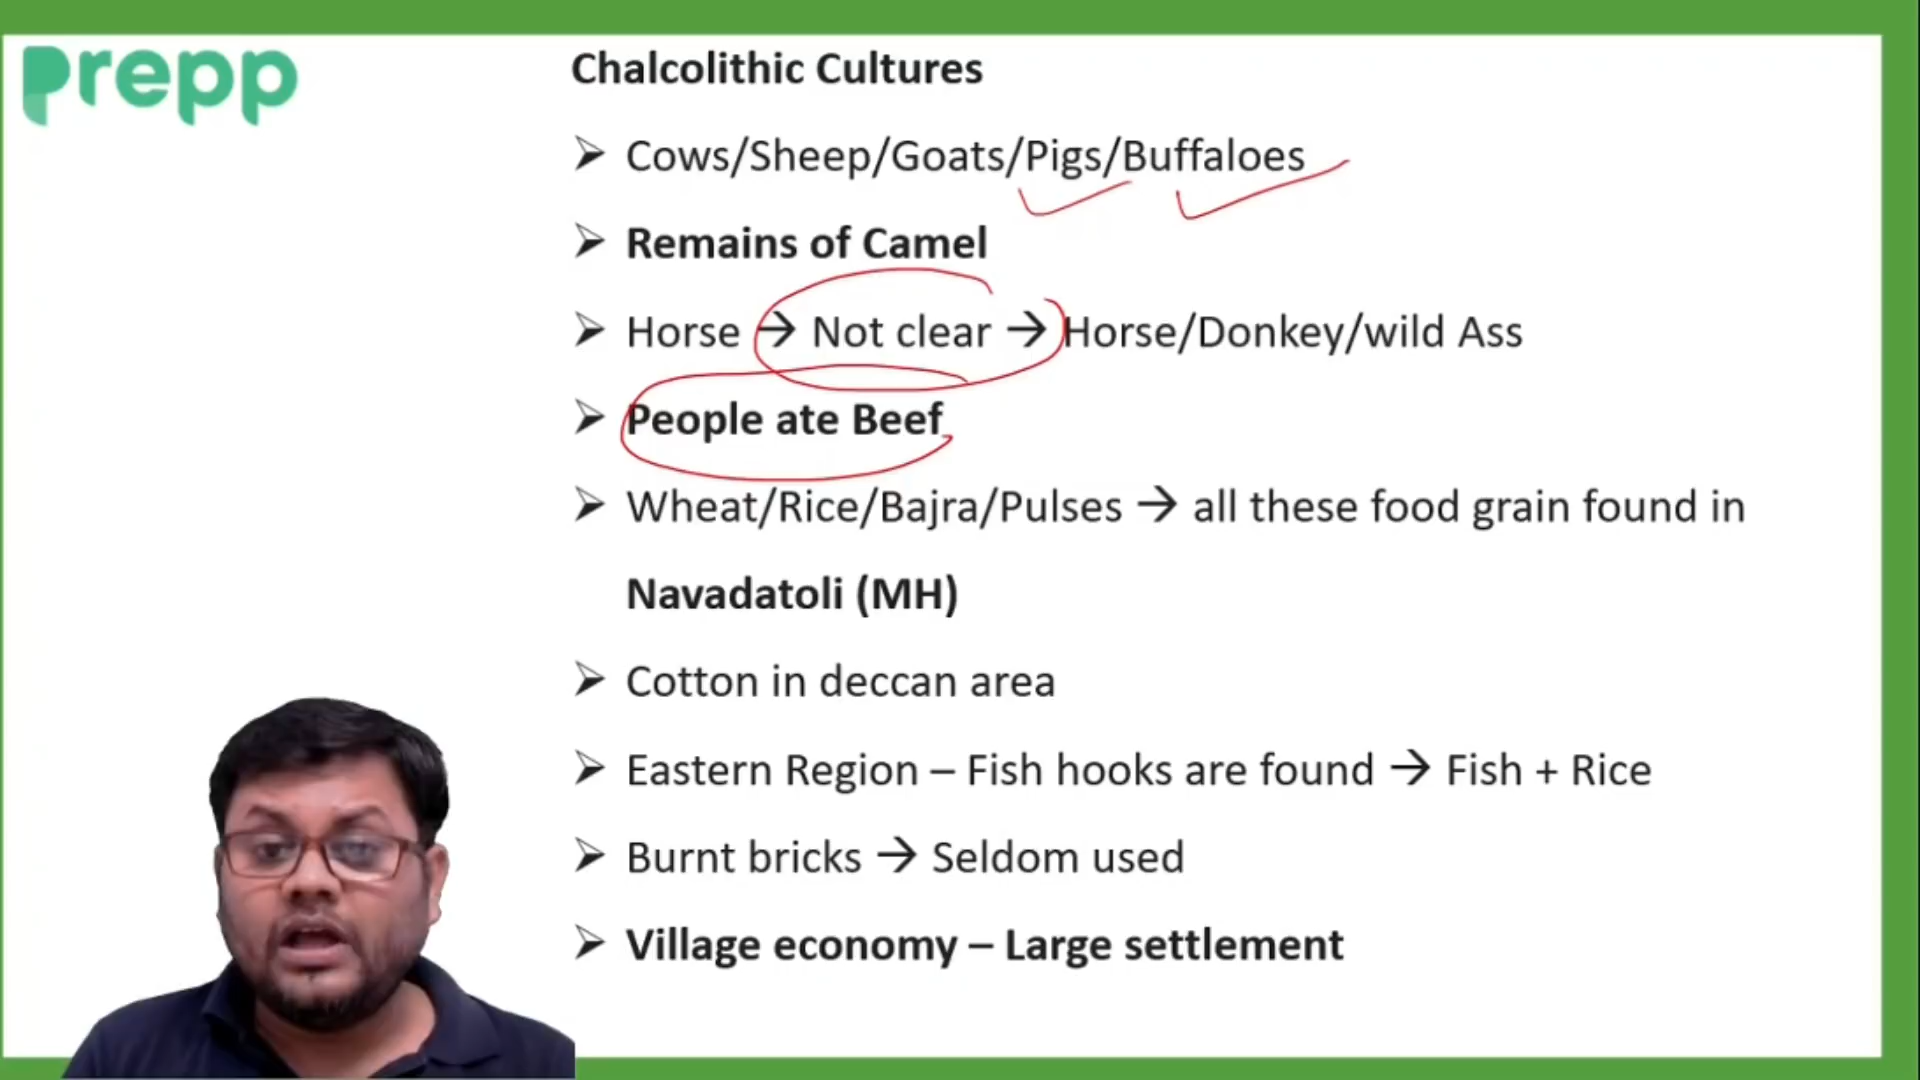 prepp
Chalcolithic Cultures
➤ Cows/Sheep/Goats/Pigs/Buffaloes
➤ Remains of Camel
➤ Horse → Not clear → Horse/Donkey/wild Ass
➤ People ate Beef
➤ Wheat/Rice/Bajra/Pulses → all these food grain found in
Navadatoli (MH)
➤ Cotton in deccan area
➤ Eastern Region – Fish hooks are found → Fish + Rice
➤ Burnt bricks → Seldom used
➤ Village economy – Large settlement